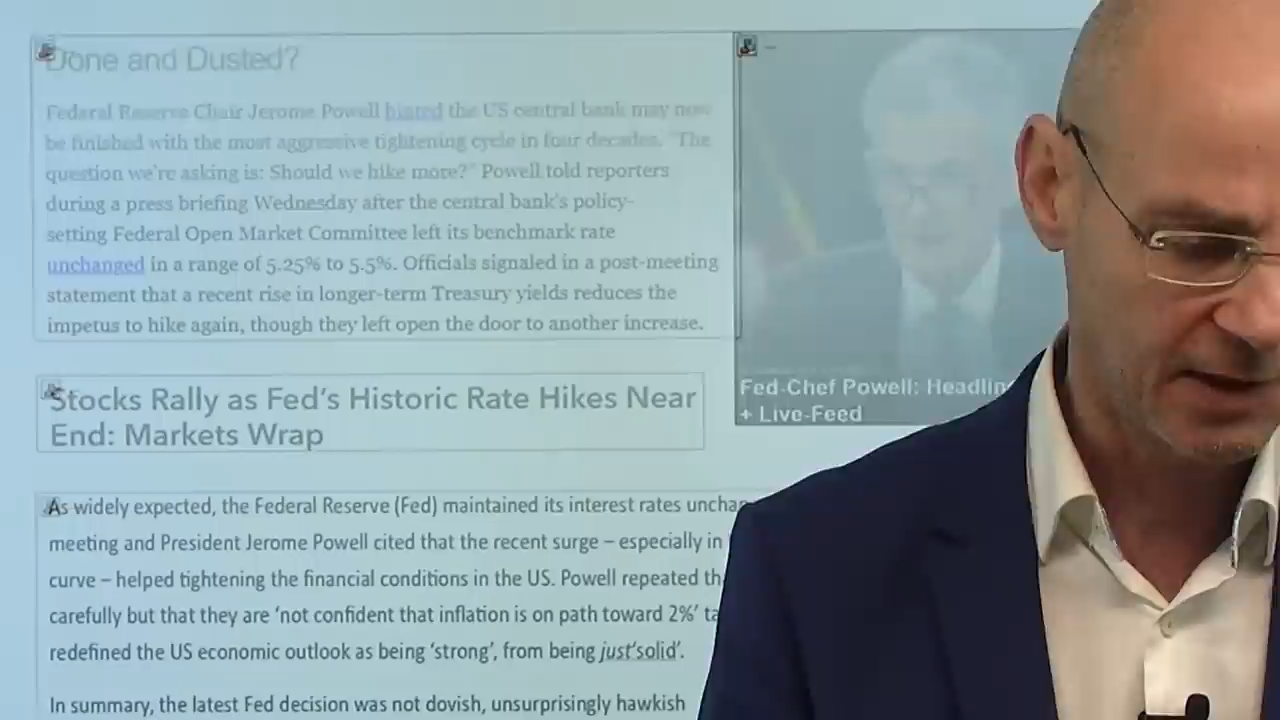 Done and Dusted?
Federal Reserve Chair Jerome Powell hinted the US central bank may now
be finished with the most aggressive tightening cycle in four decades. "The
question we're asking is: Should we hike more?" Powell told reporters
during a press briefing Wednesday after the central bank's policy-
setting Federal Open Market Committee left its benchmark rate
unchanged in a range of 5.25% to 5.5%. Officials signaled in a post-meeting
statement that a recent rise in longer-term Treasury yields reduces the
impetus to hike again, though they left open the door to another increase.
Fed-Chef Powell: Headlin
+ Live-Feed
Stocks Rally as Fed's Historic Rate Hikes Near
End: Markets Wrap
As widely expected, the Federal Reserve (Fed) maintained its interest rates unchan
meeting and President Jerome Powell cited that the recent surge – especially in
curve – helped tightening the financial conditions in the US. Powell repeated th
carefully but that they are 'not confident that inflation is on path toward 2%' ta
redefined the US economic outlook as being 'strong', from being just'solid'.
In summary, the latest Fed decision was not dovish, unsurprisingly hawkish